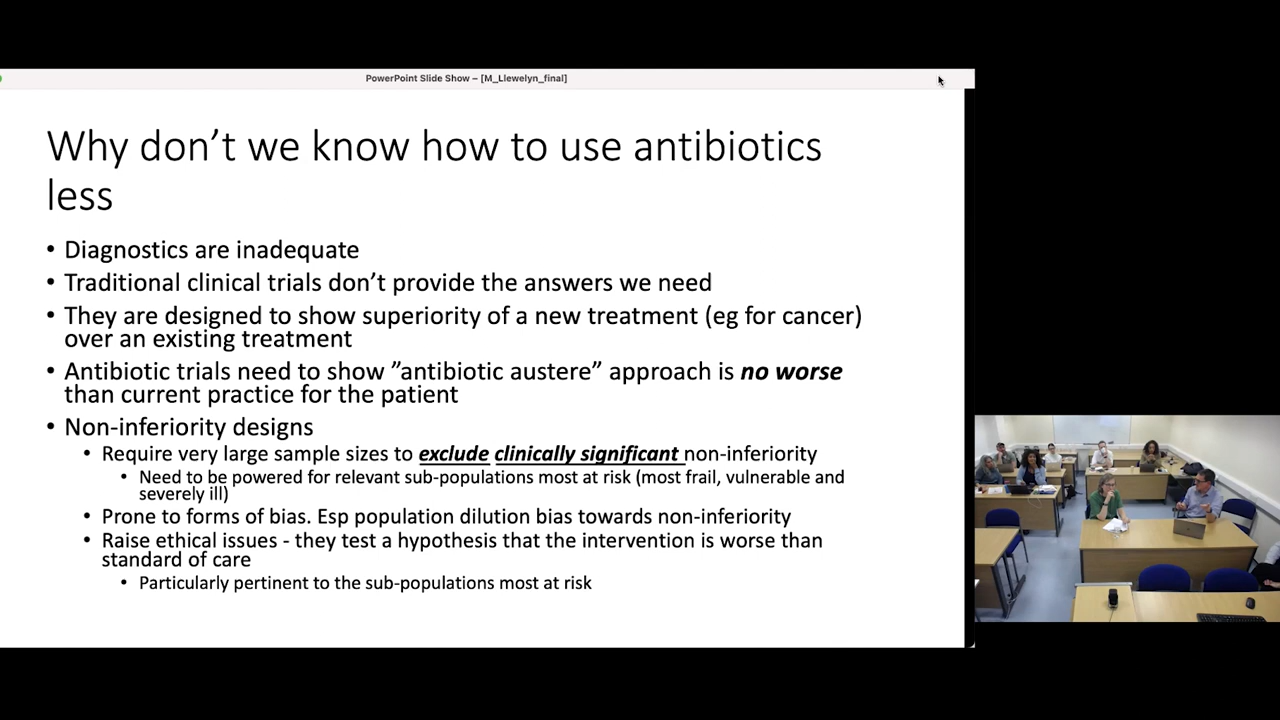 PowerPoint Slide Show – [M_Llewelyn_final]
Why don’t we know how to use antibiotics
less
• Diagnostics are inadequate
• Traditional clinical trials don’t provide the answers we need
• They are designed to show superiority of a new treatment (eg for cancer)
over an existing treatment
• Antibiotic trials need to show ”antibiotic austere” approach is no worse
than current practice for the patient
• Non-inferiority designs
• Require very large sample sizes to exclude clinically significant non-inferiority
• Need to be powered for relevant sub-populations most at risk (most frail, vulnerable and
severely ill)
• Prone to forms of bias. Esp population dilution bias towards non-inferiority
• Raise ethical issues - they test a hypothesis that the intervention is worse than
standard of care
• Particularly pertinent to the sub-populations most at risk